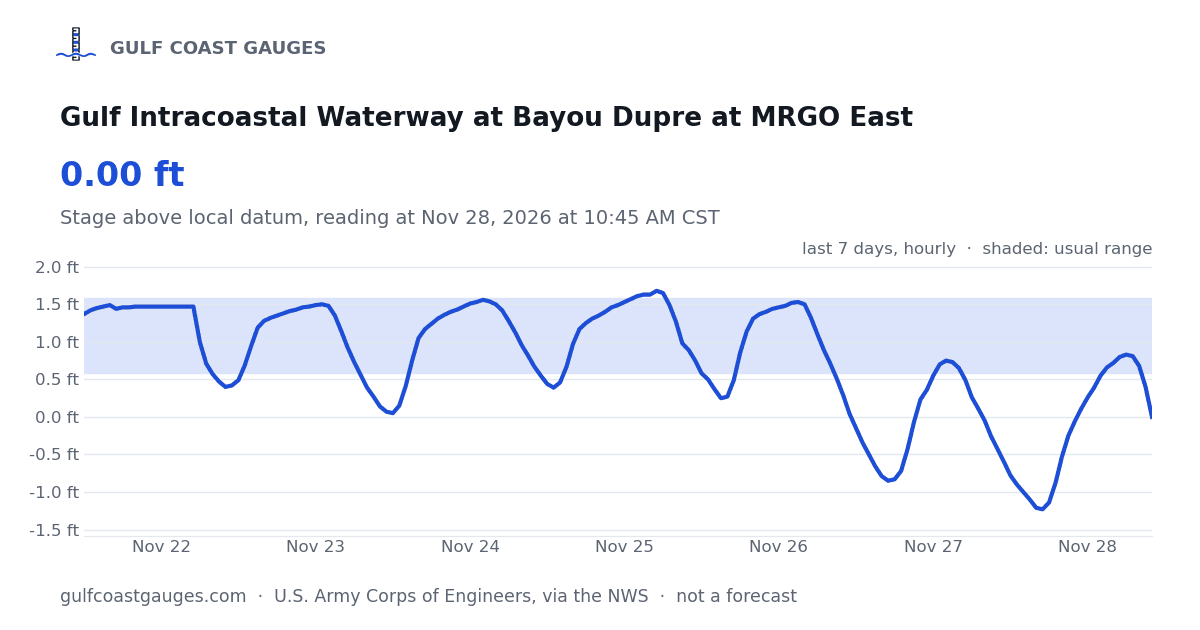 GULF COAST GAUGES
Gulf Intracoastal Waterway at Bayou Dupre at MRGO East
0.00 ft
Stage above local datum, reading at Nov 28, 2026 at 10:45 AM CST
last 7 days, hourly · shaded: usual range
2.0 ft
1.5 ft
1.0 ft
0.5 ft
0.0 ft
-0.5 ft
-1.0 ft
-1.5 ft
Nov 22 Nov 23 Nov 24 Nov 25 Nov 26 Nov 27 Nov 28
gulfcoastgauges.com · U.S. Army Corps of Engineers, via the NWS · not a forecast